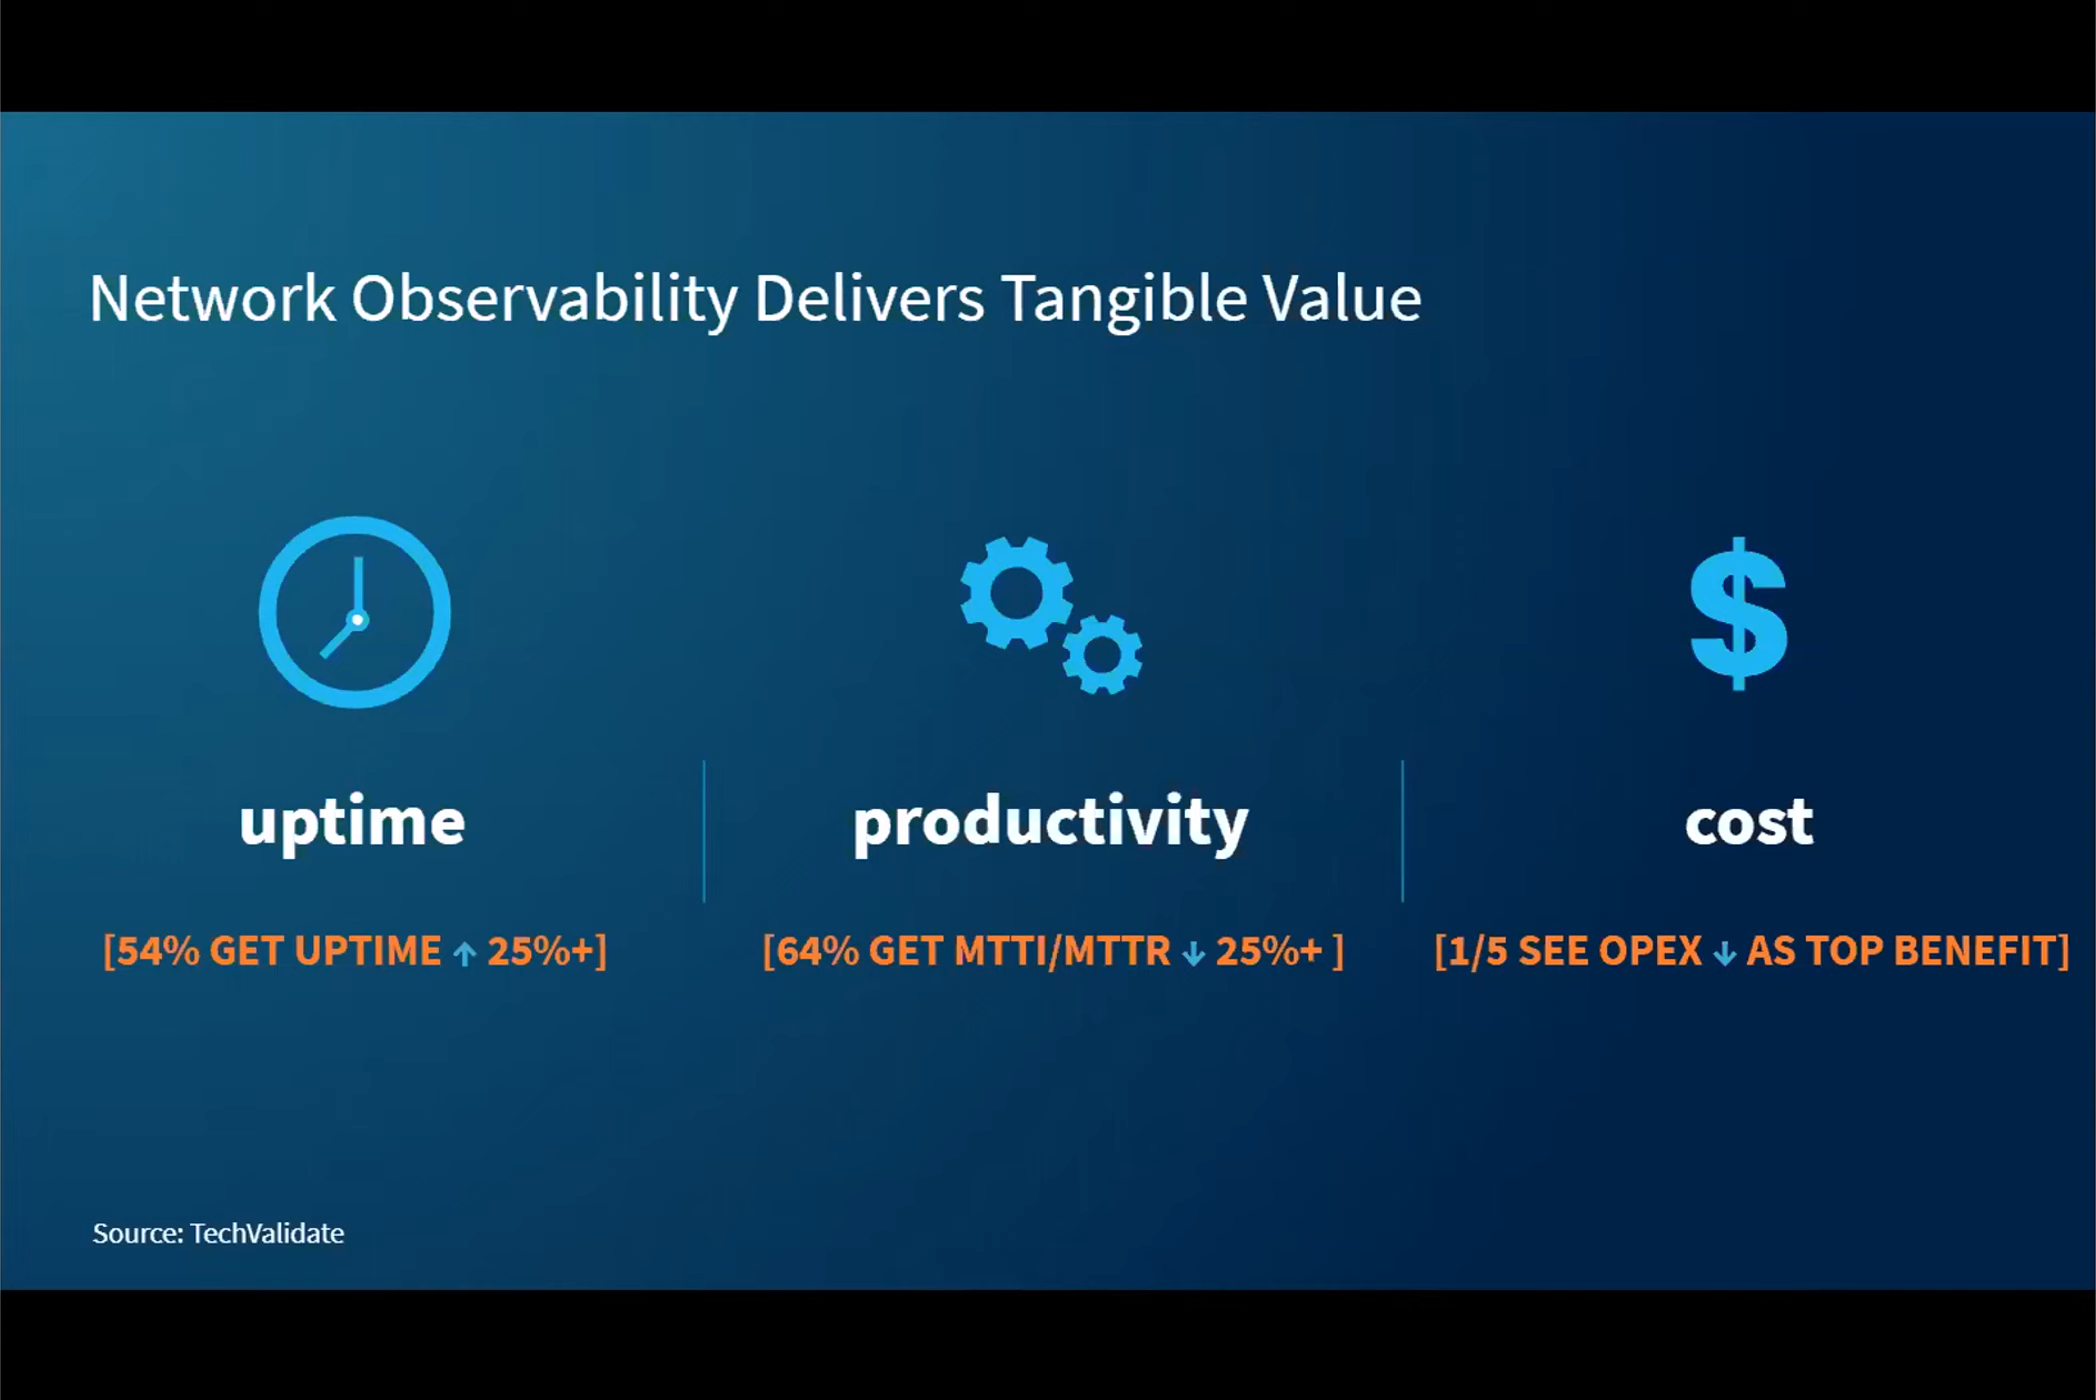 Network Observability Delivers Tangible Value
uptime
productivity
cost
[54% GET UPTIME ↑ 25%+]
[64% GET MTTI/MTTR ↓ 25%+ ]
[1/5 SEE OPEX ↓ AS TOP BENEFIT]
Source: TechValidate